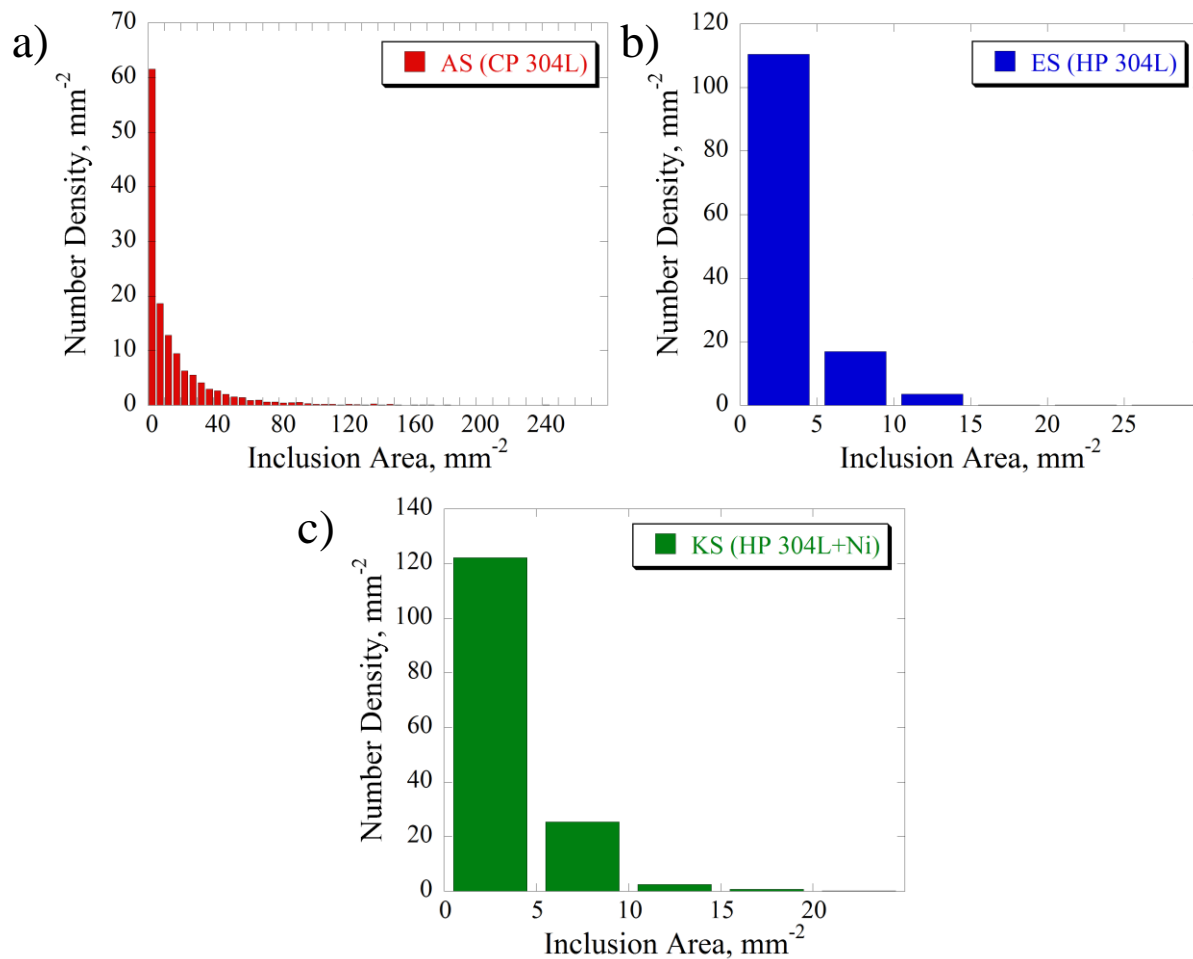 a)
70
60
50
40
30
20
10
0
Number Density, mm-2
AS (CP 304L)
0 40 80 120 160 200 240
Inclusion Area, mm-2
b)
120
100
80
60
40
20
0
Number Density, mm-2
ES (HP 304L)
0 5 10 15 20 25
Inclusion Area, mm-2
c)
140
120
100
80
60
40
20
0
Number Density, mm-2
KS (HP 304L+Ni)
0 5 10 15 20
Inclusion Area, mm-2